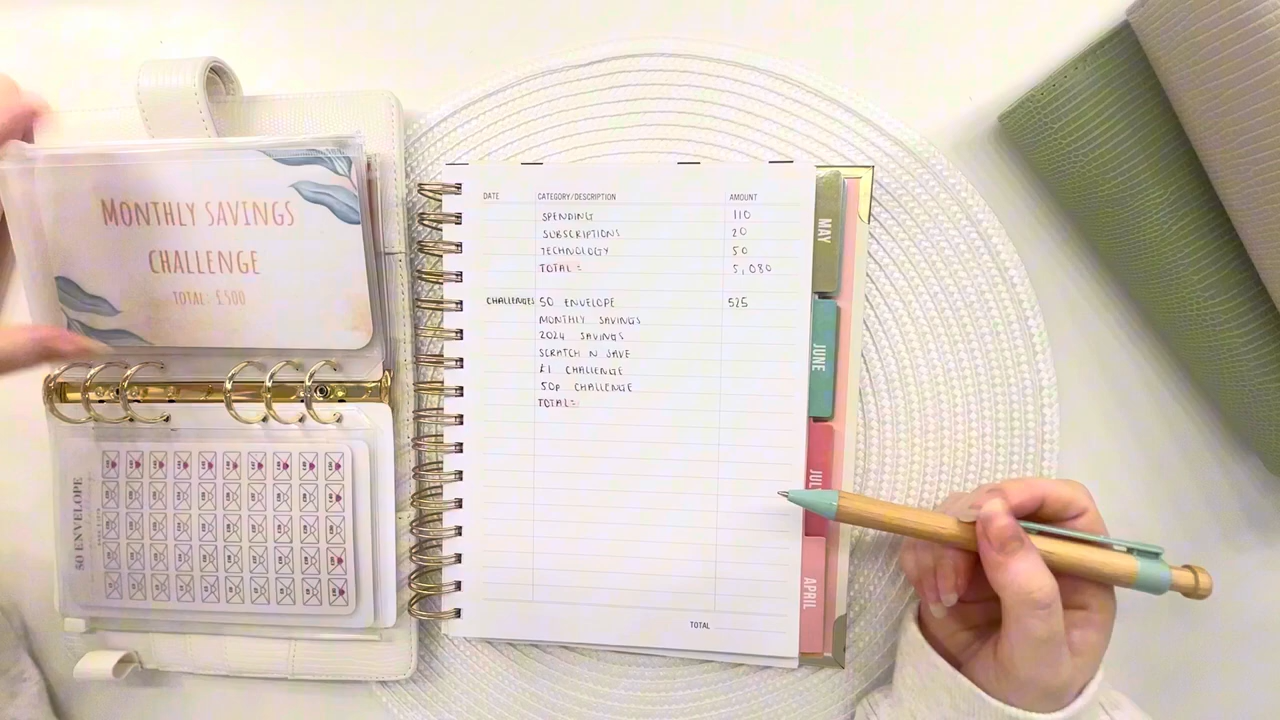 MONTHLY SAVINGS
CHALLENGE
TOTAL: £500
50 ENVELOPE
DATE CATEGORY/DESCRIPTION AMOUNT
SPENDING 110
SUBSCRIPTIONS 20
TECHNOLOGY 50
TOTAL = 5,080
CHALLENGES 50 ENVELOPE 525
MONTHLY SAVINGS
2024 SAVINGS
SCRATCH N SAVE
£1 CHALLENGE
50P CHALLENGE
TOTAL=
TOTAL
MAY
JUNE
JULY
APRIL